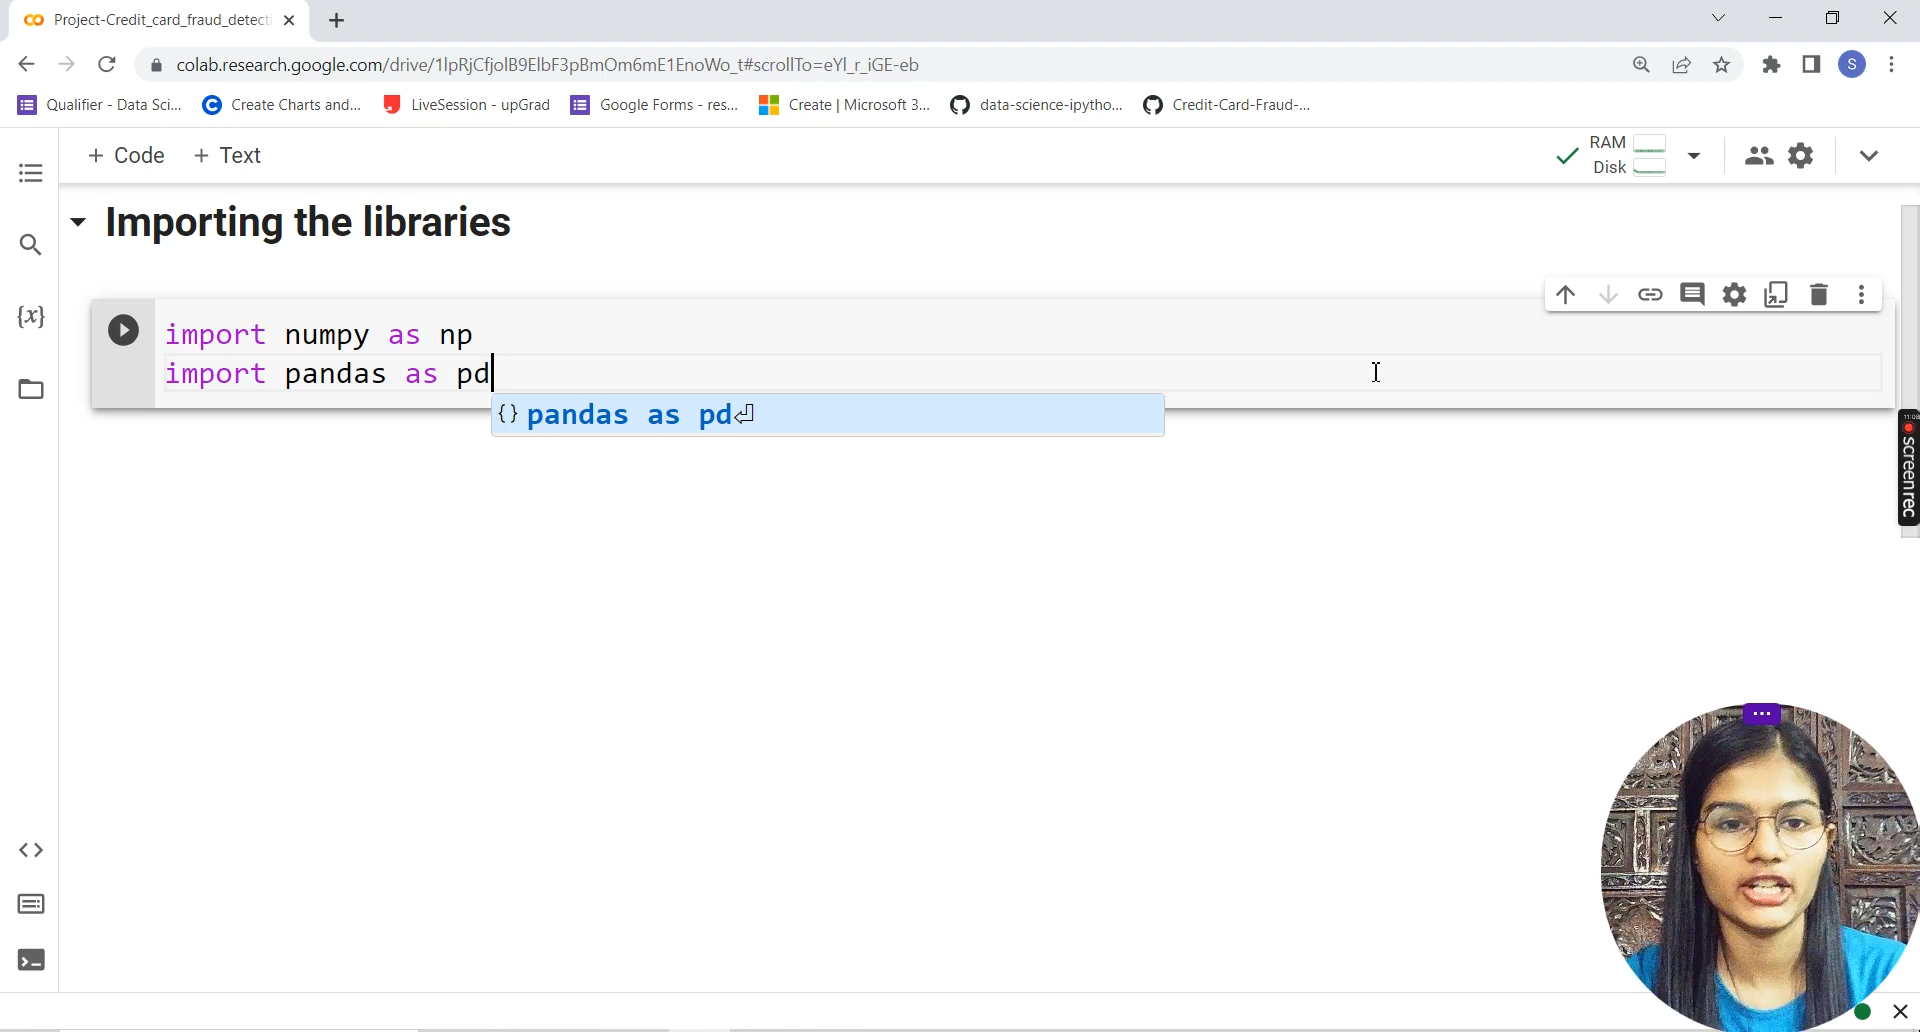 Project-Credit_card_fraud_detecti
colab.research.google.com/drive/1lpRjCfjolB9ElbF3pBmOm6mE1EnoWo_t#scrollTo=eYl_r_iGE-eb
S
Qualifier - Data Sci...
Create Charts and...
LiveSession - upGrad
Google Forms - res...
Create | Microsoft 3...
data-science-ipytho...
Credit-Card-Fraud-...
+ Code + Text
RAM
Disk
Importing the libraries
{x}
import numpy as np
import pandas as pd
{} pandas as pd⏎
screenrec